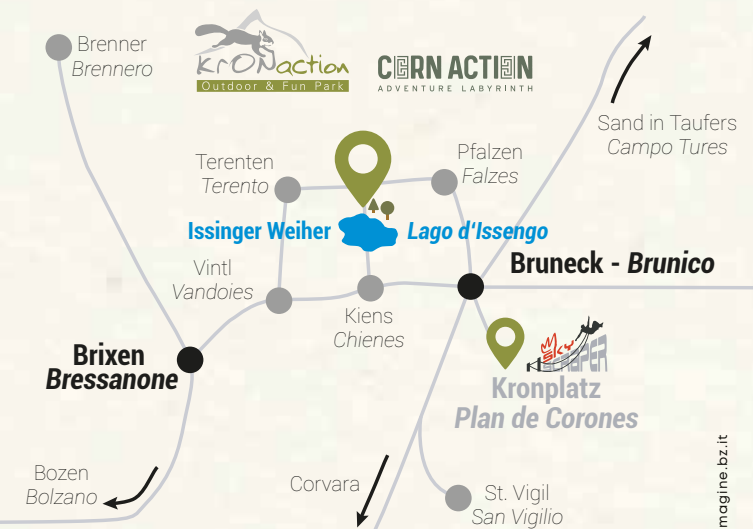 Brenner
Brennero
KRONaction
Outdoor & Fun Park
CORN ACTION
ADVENTURE LABYRINTH
Sand in Taufers
Campo Tures
Terenten
Terento
Pfalzen
Falzes
Issinger Weiher
Lago d'Issengo
Vintl
Vandoies
Bruneck - Brunico
Kiens
Chienes
Brixen
Bressanone
SKY
SCRAPER
Kronplatz
Plan de Corones
Bozen
Bolzano
Corvara
St. Vigil
San Vigilio
magine.bz.it